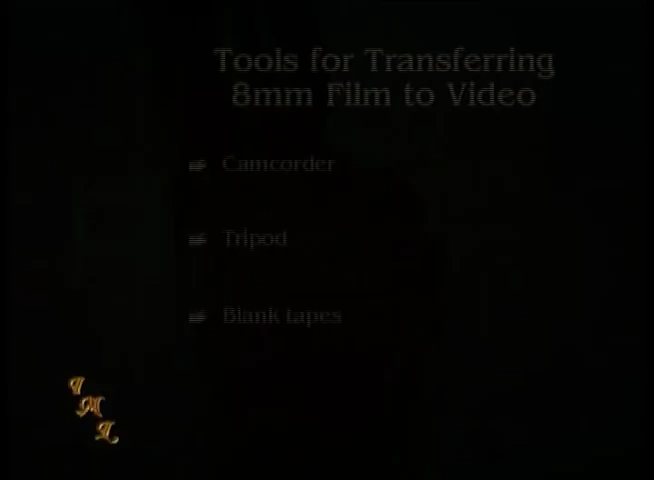 Tools for Transferring
8mm Film to Video
Camcorder
Tripod
Blank tapes